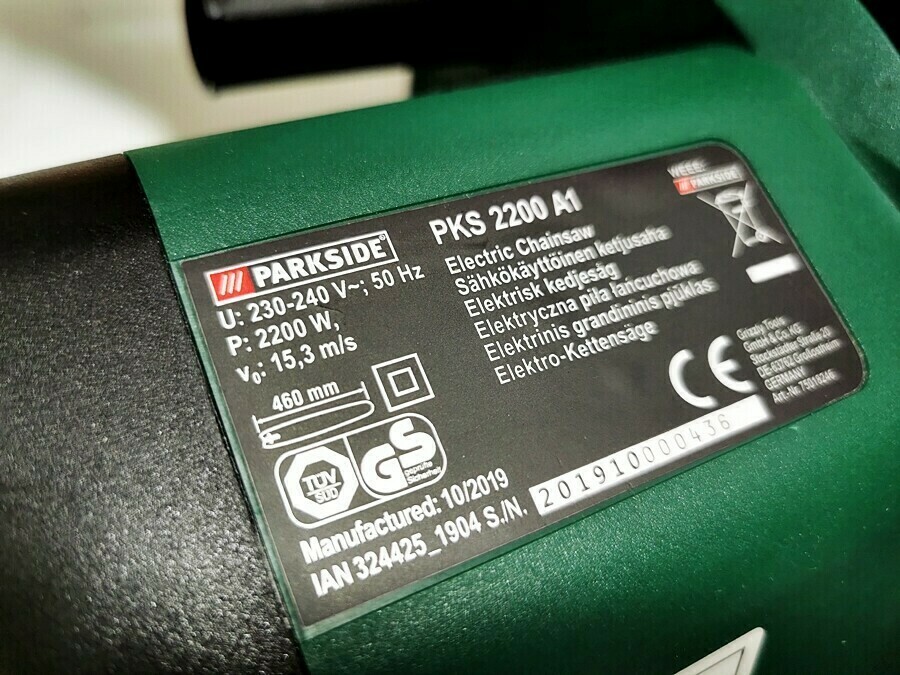 PARKSIDE®
U: 230-240 V~; 50 Hz
P: 2200 W,
v₀: 15,3 m/s
460 mm
TÜV
SÜD
GS
geprüfte
Sicherheit
Manufactured: 10/2019
IAN 324425_1904 S./N.
201910000436
PKS 2200 A1
Electric Chainsaw
Sähkökäyttöinen ketjusaha
Elektrisk kedjesåg
Elektryczna piła łańcuchowa
Elektrinis grandininis pjūklas
Elektro-Kettensäge
WEEE:
PARKSIDE
CE
Grizzly Tools
GmbH & Co. KG
Stockstädter Straße 20
DE-63762 Großostheim
GERMANY
Art.-Nr.